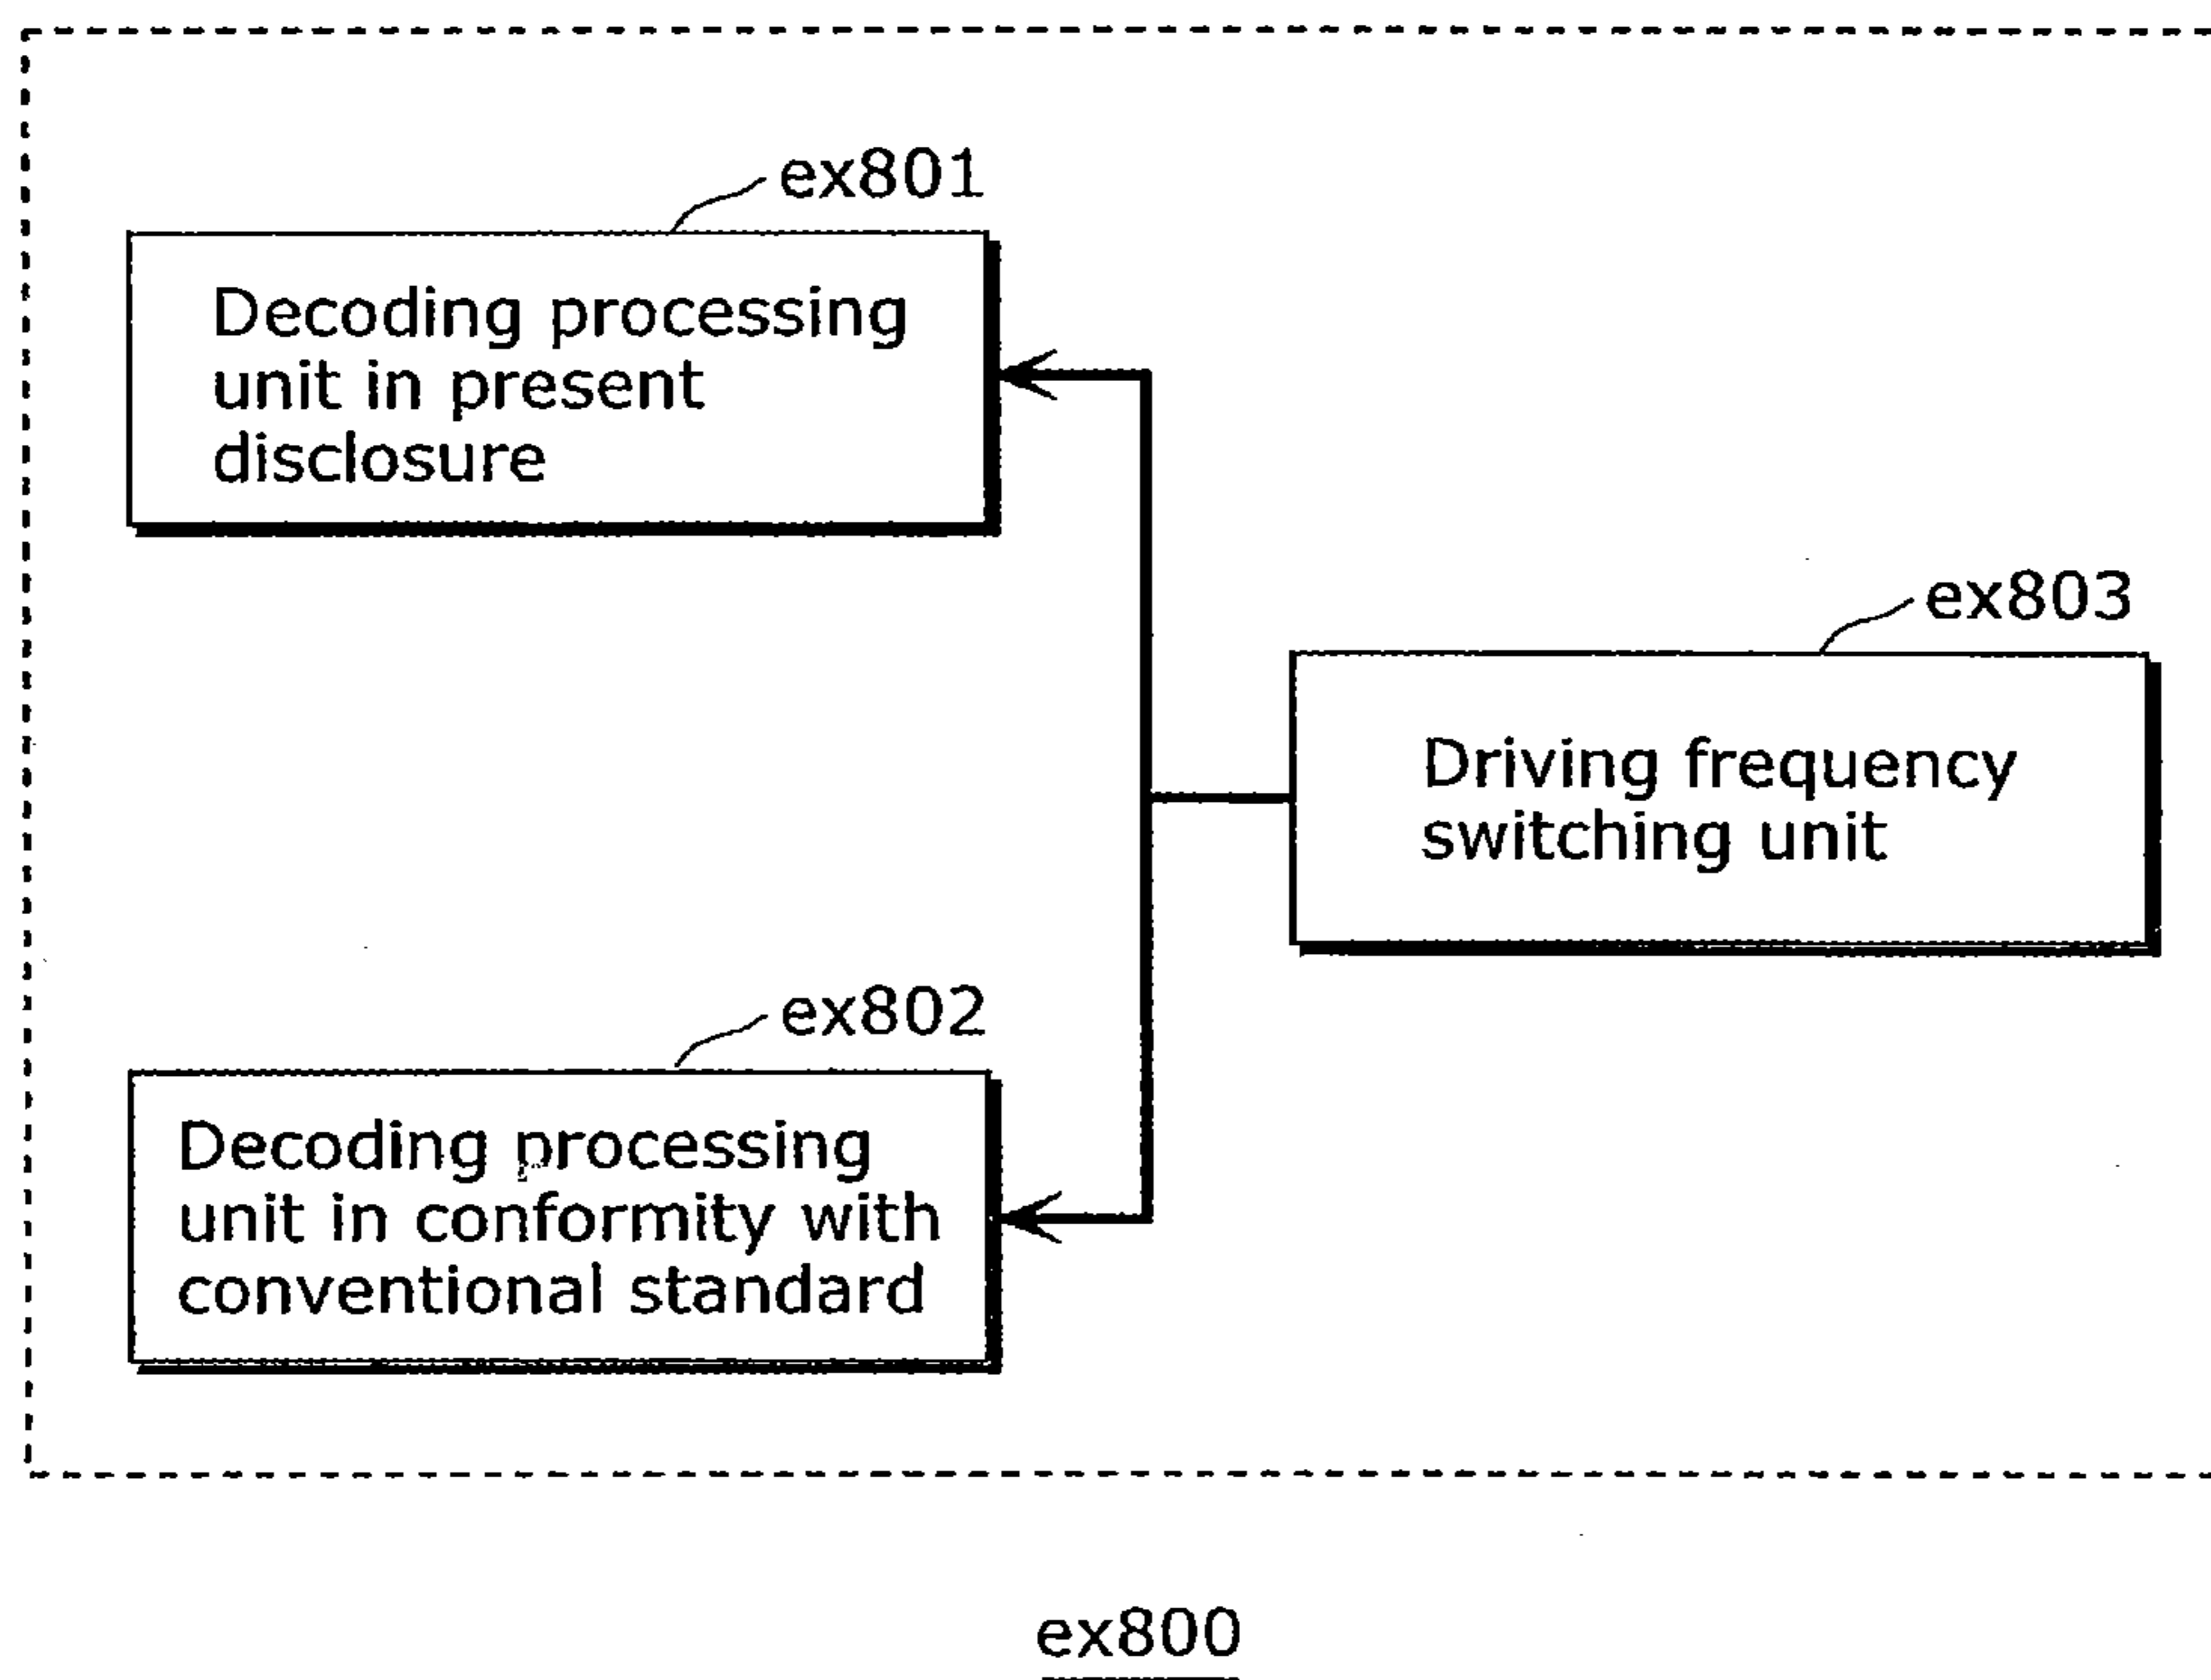 ex801
Decoding processing
unit in present
disclosure
ex803
Driving frequency
switching unit
ex802
Decoding processing
unit in conformity with
conventional standard
ex800